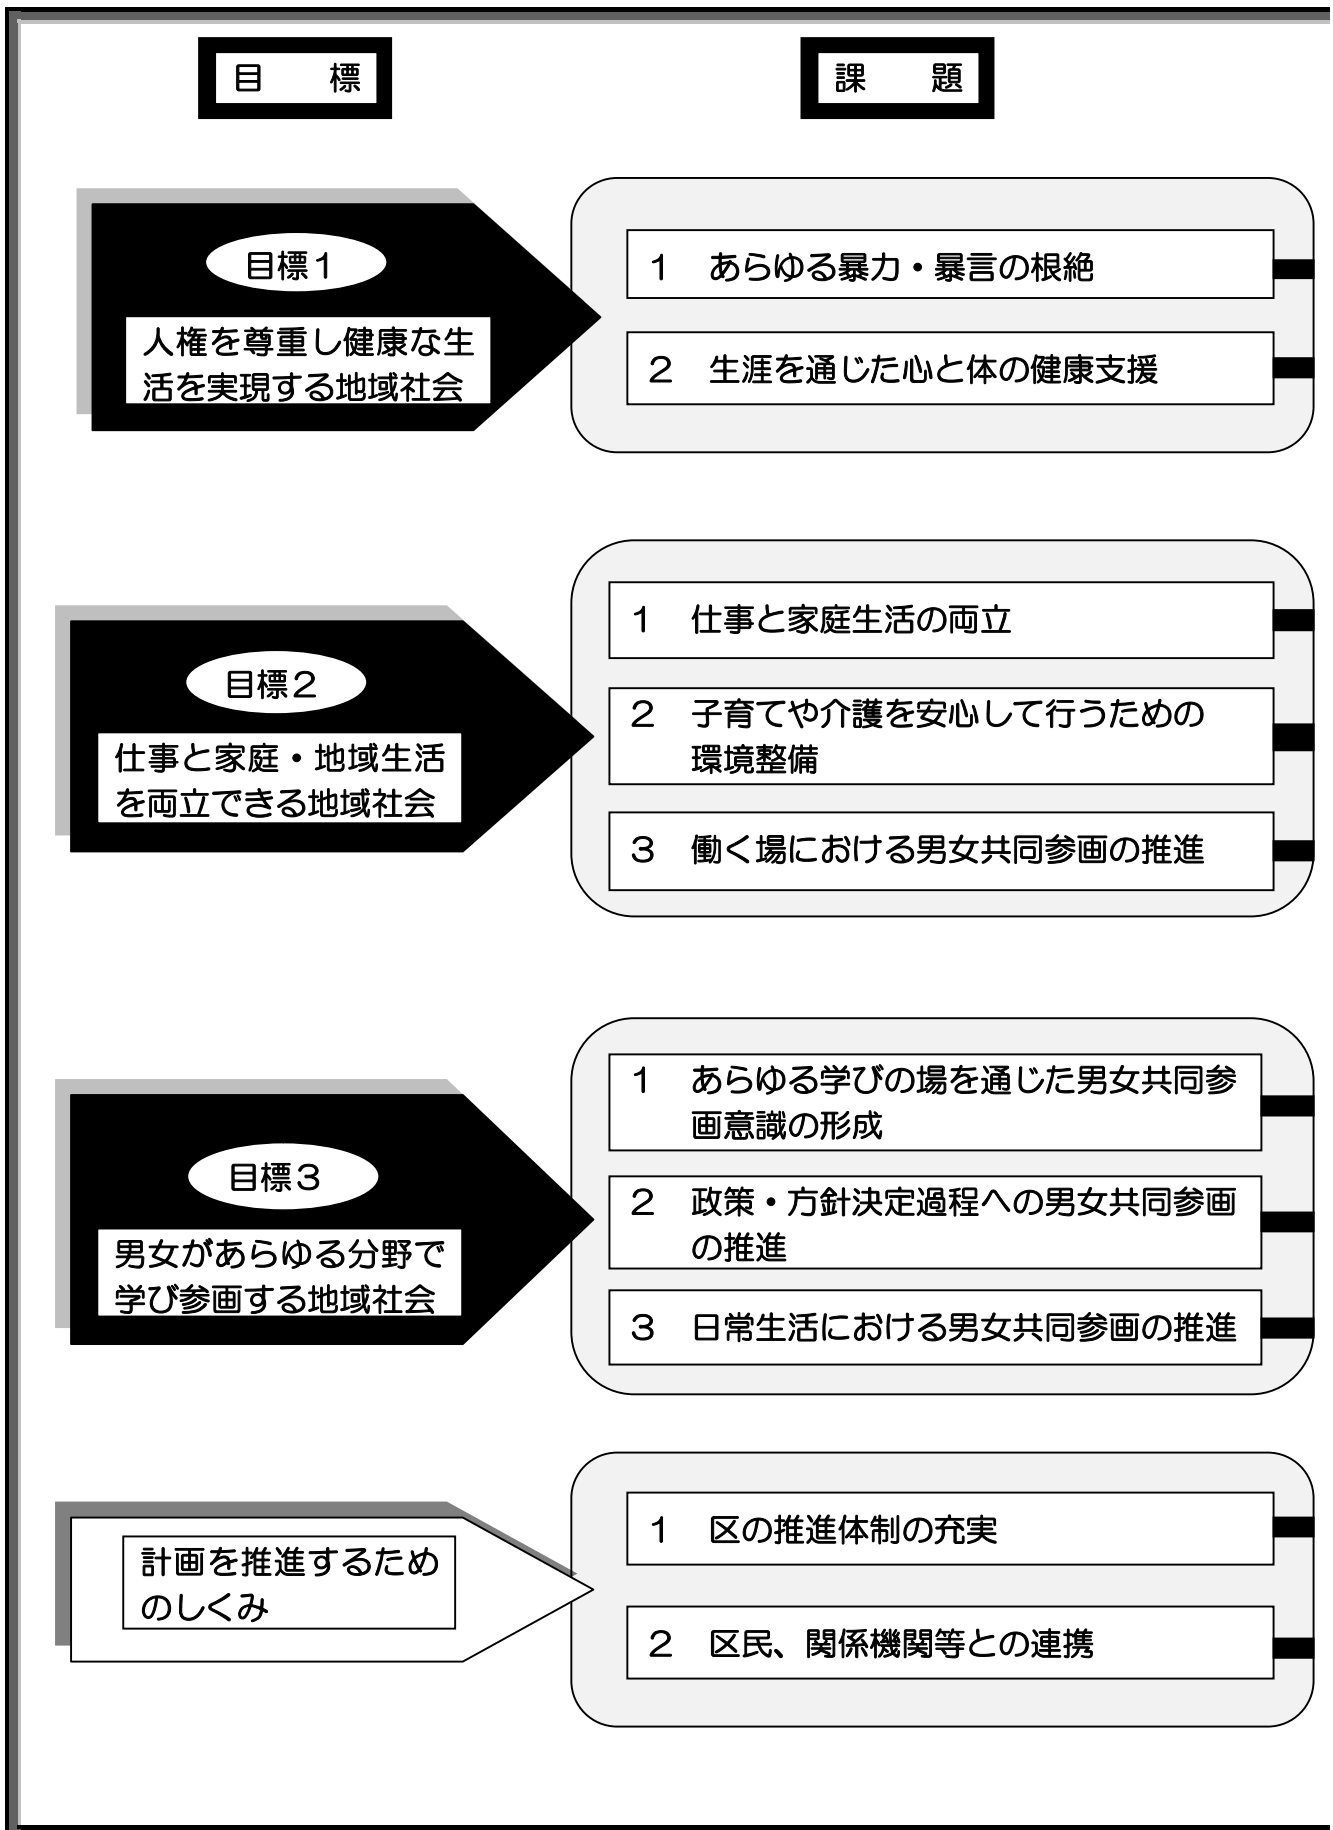 目　標
課　題
目標１
人権を尊重し健康な生
活を実現する地域社会
１　あらゆる暴力・暴言の根絶
２　生涯を通じた心と体の健康支援
目標２
仕事と家庭・地域生活
を両立できる地域社会
１　仕事と家庭生活の両立
２　子育てや介護を安心して行うための
環境整備
３　働く場における男女共同参画の推進
目標３
男女があらゆる分野で
学び参画する地域社会
１　あらゆる学びの場を通じた男女共同参
画意識の形成
２　政策・方針決定過程への男女共同参画
の推進
３　日常生活における男女共同参画の推進
計画を推進するため
のしくみ
１　区の推進体制の充実
２　区民、関係機関等との連携